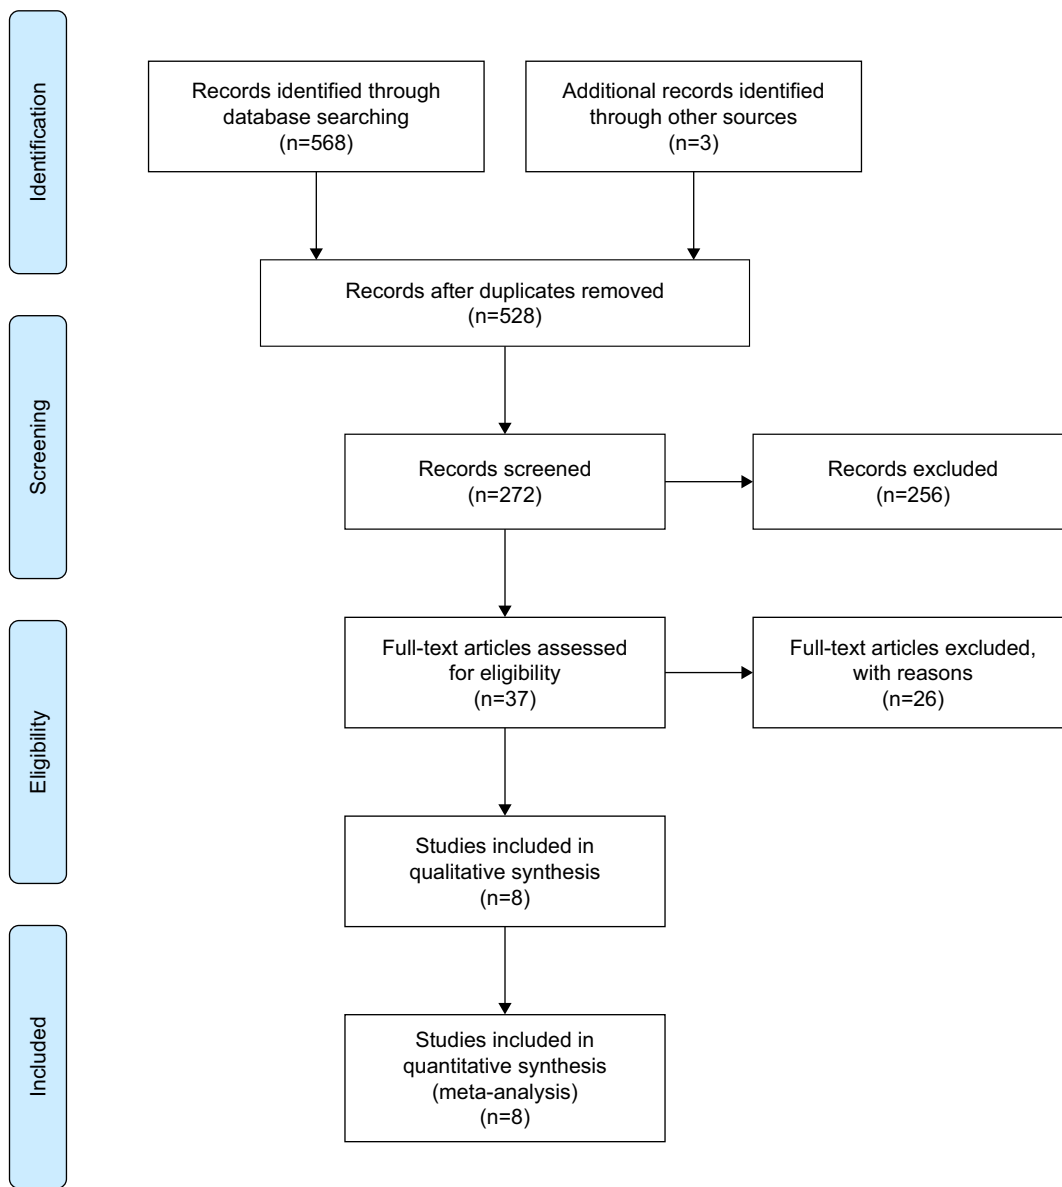 Identification
Records identified through
database searching
(n=568)
Additional records identified
through other sources
(n=3)
Records after duplicates removed
(n=528)
Screening
Records screened
(n=272)
Records excluded
(n=256)
Eligibility
Full-text articles assessed
for eligibility
(n=37)
Full-text articles excluded,
with reasons
(n=26)
Studies included in
qualitative synthesis
(n=8)
Included
Studies included in
quantitative synthesis
(meta-analysis)
(n=8)